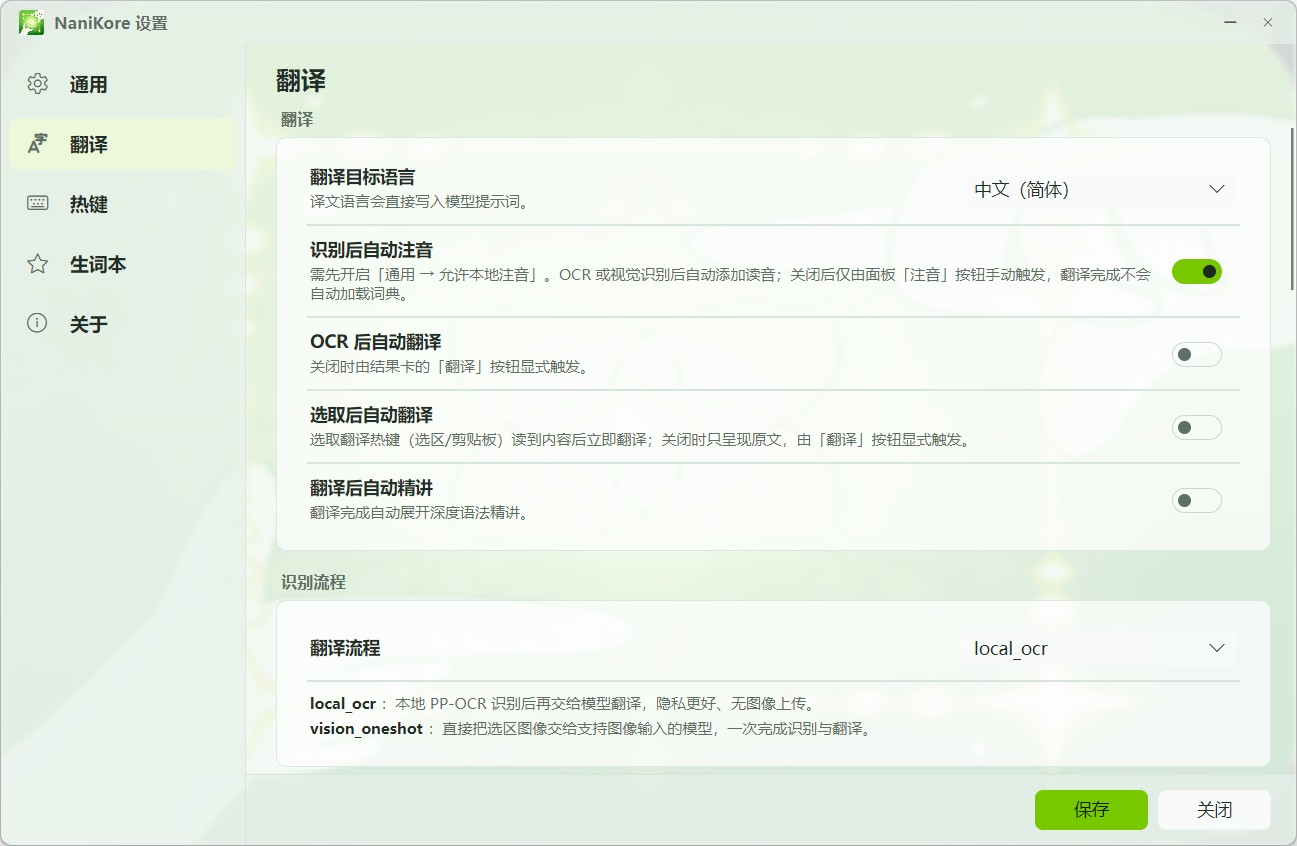 NaniKore 设置
通用
翻译
热键
生词本
关于
翻译
翻译
翻译目标语言
译文语言会直接写入模型提示词。
中文（简体）
识别后自动注音
需先开启「通用 → 允许本地注音」。OCR 或视觉识别后自动添加读音；关闭后仅由面板「注音」按钮手动触发，翻译完成不会
自动加载词典。
OCR 后自动翻译
关闭时由结果卡的「翻译」按钮显式触发。
选取后自动翻译
选取翻译热键（选区/剪贴板）读到内容后立即翻译；关闭时只呈现原文，由「翻译」按钮显式触发。
翻译后自动精讲
翻译完成自动展开深度语法精讲。
识别流程
翻译流程
local_ocr
local_ocr ：本地 PP-OCR 识别后再交给模型翻译，隐私更好、无图像上传。
vision_oneshot ：直接把选区图像交给支持图像输入的模型，一次完成识别与翻译。
保存
关闭